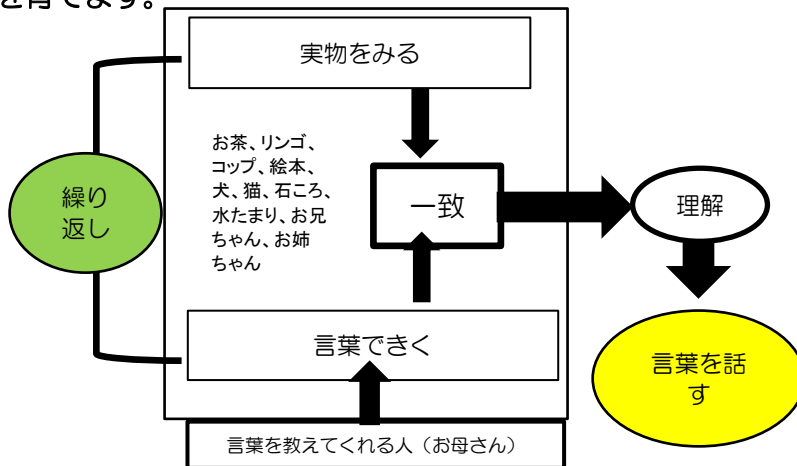 を育てます。
実物をみる
お茶、リンゴ、
コップ、絵本、
犬、猫、石ころ、
水たまり、お兄
ちゃん、お姉
ちゃん
繰り
返し
一致
理解
言葉できく
言葉を話
す
言葉を教えてくれる人（お母さん）